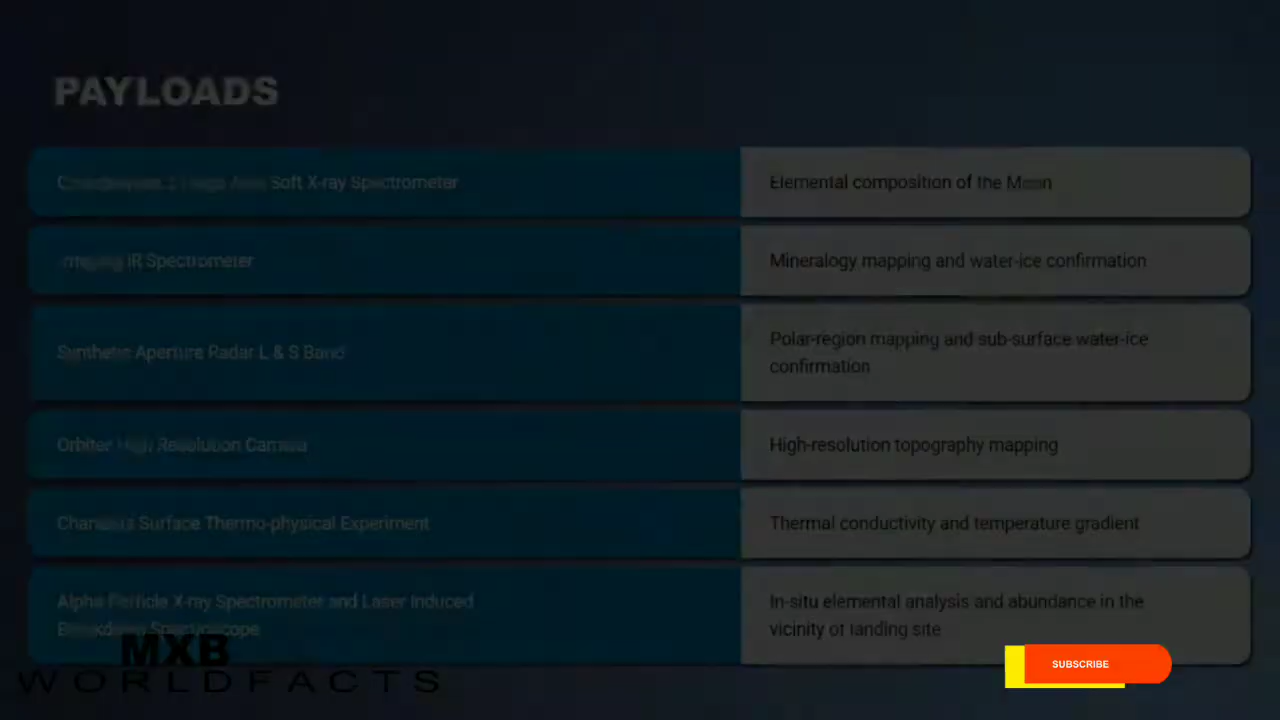 PAYLOADS
Soft X-ray Spectrometer
Elemental composition of the Moon
IR Spectrometer
Mineralogy mapping and water-ice confirmation
Synthetic Aperture Radar L & S Band
Polar-region mapping and sub-surface water-ice
confirmation
Orbiter High Resolution Camera
High-resolution topography mapping
Chandra's Surface Thermo-physical Experiment
Thermal conductivity and temperature gradient
Alpha Particle X-ray Spectrometer and Laser Induced
Breakdown Spectroscope
In-situ elemental analysis and abundance in the
vicinity of landing site
MXB
WORLDFACTS
SUBSCRIBE